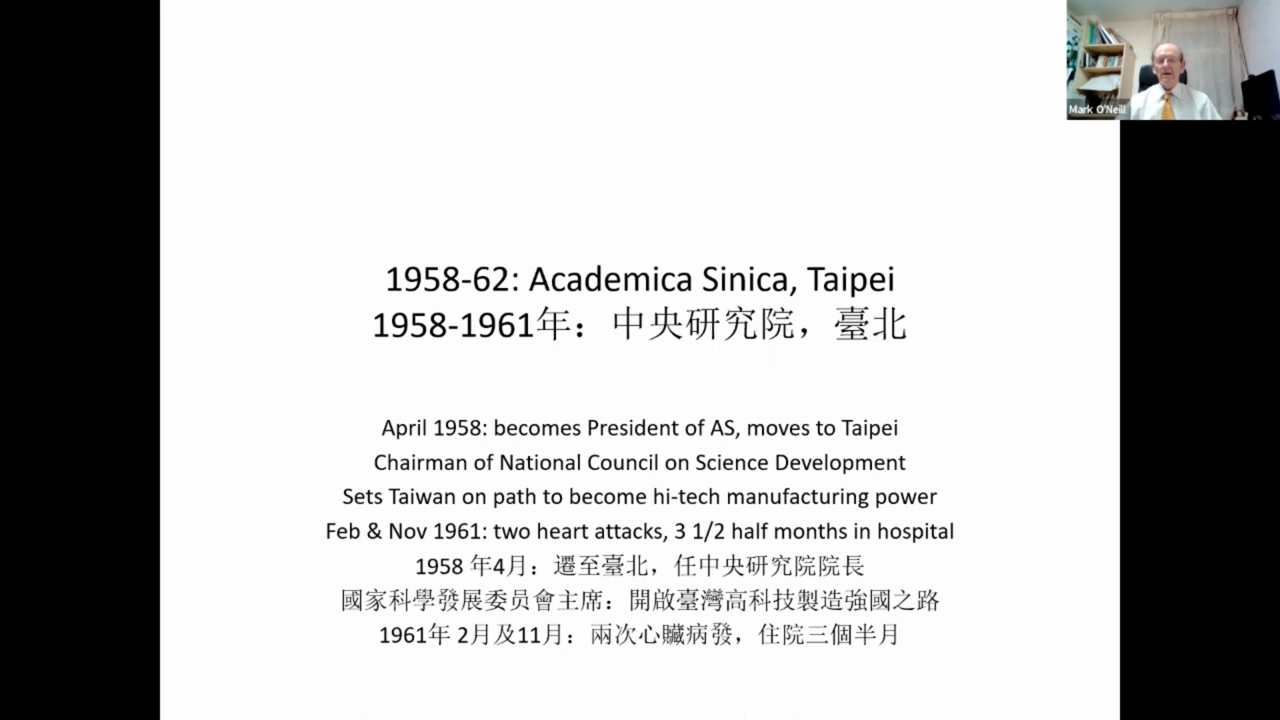 Mark O'Neill
1958-62: Academica Sinica, Taipei
1958-1961年：中央研究院，臺北
April 1958: becomes President of AS, moves to Taipei
Chairman of National Council on Science Development
Sets Taiwan on path to become hi-tech manufacturing power
Feb & Nov 1961: two heart attacks, 3 1/2 half months in hospital
1958 年4月：遷至臺北，任中央研究院院長
國家科學發展委员會主席：開啟臺灣高科技製造強國之路
1961年 2月及11月：兩次心臟病發，住院三個半月